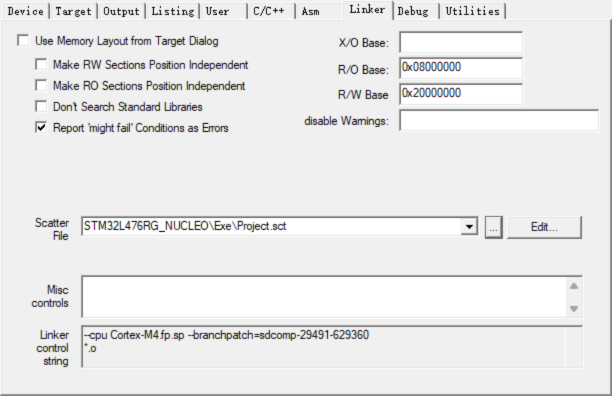 Device Target Output Listing User C/C++ Asm Linker Debug Utilities
Use Memory Layout from Target Dialog
X/O Base:
Make RW Sections Position Independent
R/O Base: 0x08000000
Make RO Sections Position Independent
R/W Base 0x20000000
Don't Search Standard Libraries
disable Warnings:
Report 'might fail' Conditions as Errors
Scatter
File
STM32L476RG_NUCLEO\Exe\Project.sct
...
Edit...
Misc
controls
Linker
control
string
--cpu Cortex-M4.fp.sp --branchpatch=sdcomp-29491-629360
*.o